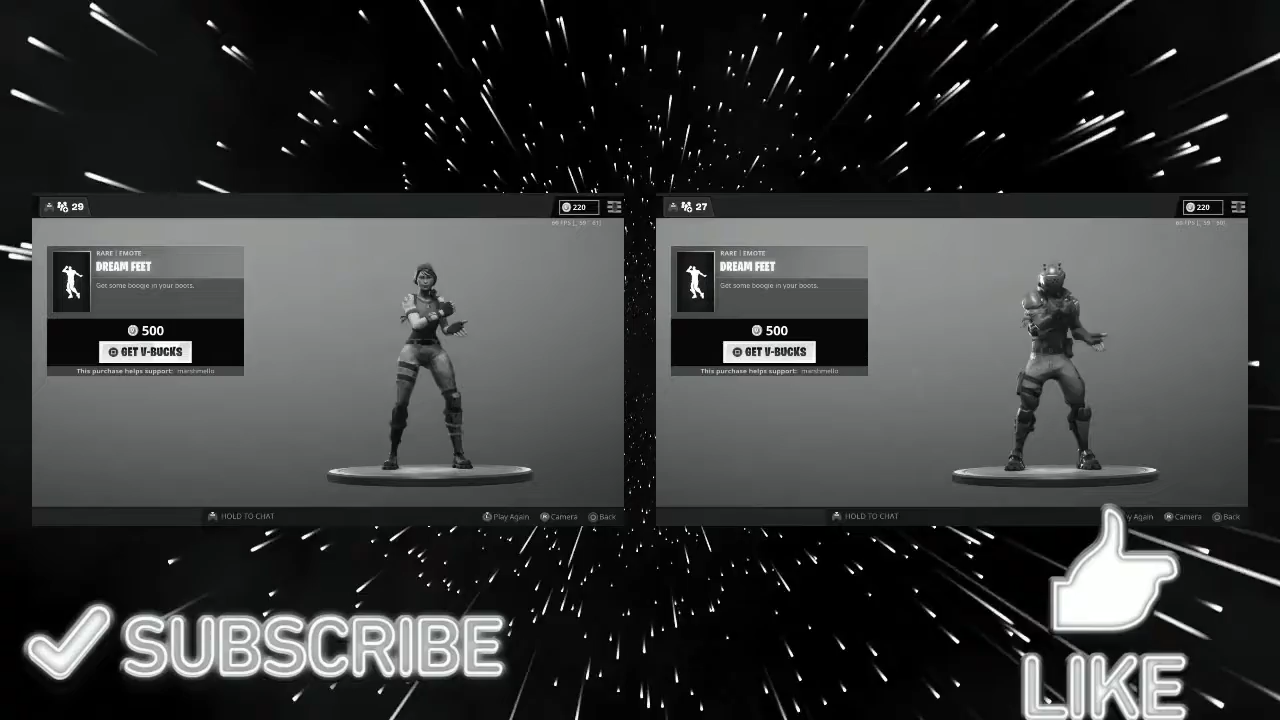 29
220
RARE | EMOTE
DREAM FEET
Get some boogie in your boots.
500
GET V-BUCKS
This purchase helps support: marshmello
HOLD TO CHAT
Play Again
Camera
Back
27
220
RARE | EMOTE
DREAM FEET
Get some boogie in your boots.
500
GET V-BUCKS
This purchase helps support: marshmello
HOLD TO CHAT
Again
Camera
Back
SUBSCRIBE
LIKE